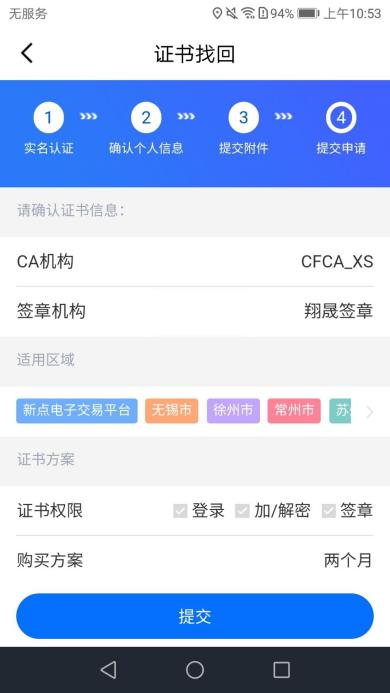 无服务 94% 上午10:53
证书找回
1 2 3 4
实名认证 确认个人信息 提交附件 提交申请
请确认证书信息：
CA机构 CFCA_XS
签章机构 翔晟签章
适用区域
新点电子交易平台 无锡市 徐州市 常州市 苏
证书方案
证书权限 登录 加/解密 签章
购买方案 两个月
提交